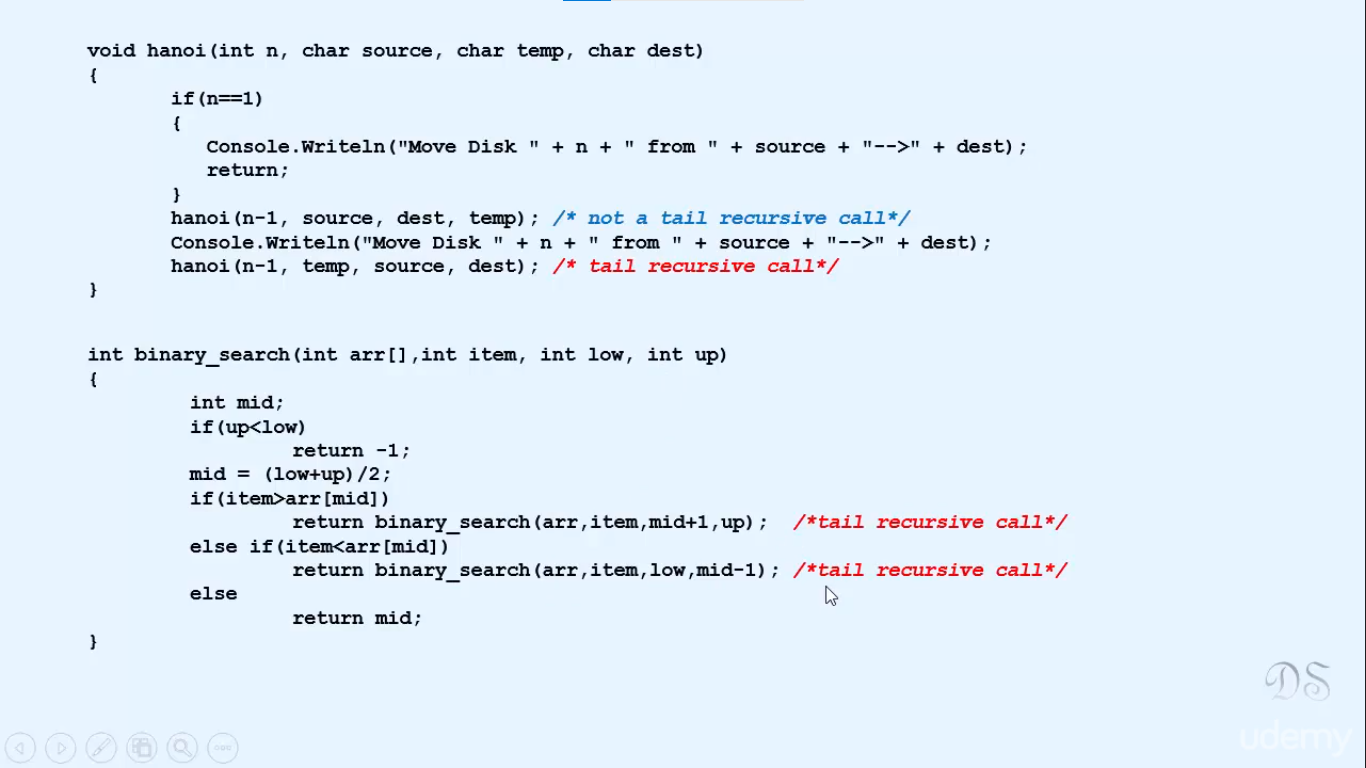 void hanoi(int n, char source, char temp, char dest)
{
if(n==1)
{
Console.Writeln("Move Disk " + n + " from " + source + "-->" + dest);
return;
}
hanoi(n-1, source, dest, temp); /* not a tail recursive call*/
Console.Writeln("Move Disk " + n + " from " + source + "-->" + dest);
hanoi(n-1, temp, source, dest); /* tail recursive call*/
}
int binary_search(int arr[],int item, int low, int up)
{
int mid;
if(up<low)
return -1;
mid = (low+up)/2;
if(item>arr[mid])
return binary_search(arr,item,mid+1,up); /*tail recursive call*/
else if(item<arr[mid])
return binary_search(arr,item,low,mid-1); /*tail recursive call*/
else
return mid;
}
DS
udemy